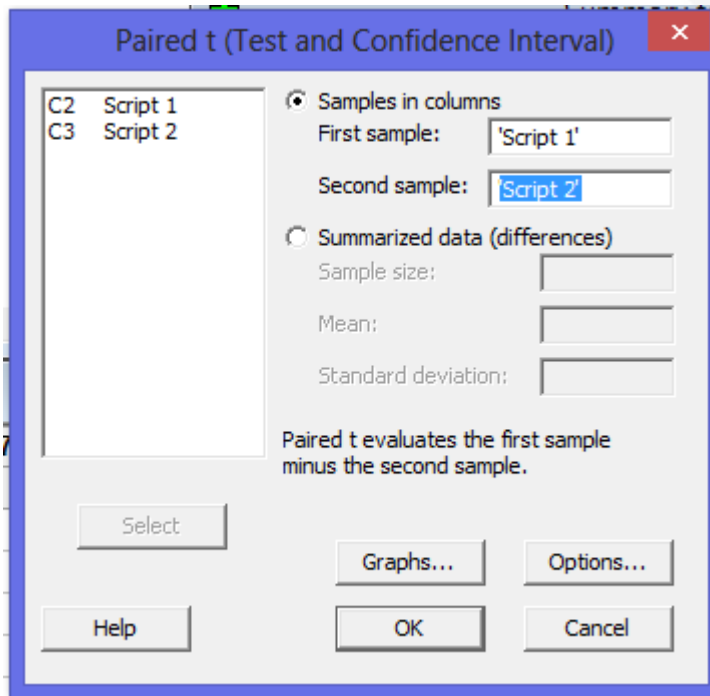 Paired t (Test and Confidence Interval)
C2 Script 1
C3 Script 2
Samples in columns
First sample: 'Script 1'
Second sample: 'Script 2'
Summarized data (differences)
Sample size:
Mean:
Standard deviation:
Paired t evaluates the first sample
minus the second sample.
Select
Graphs... Options...
Help OK Cancel